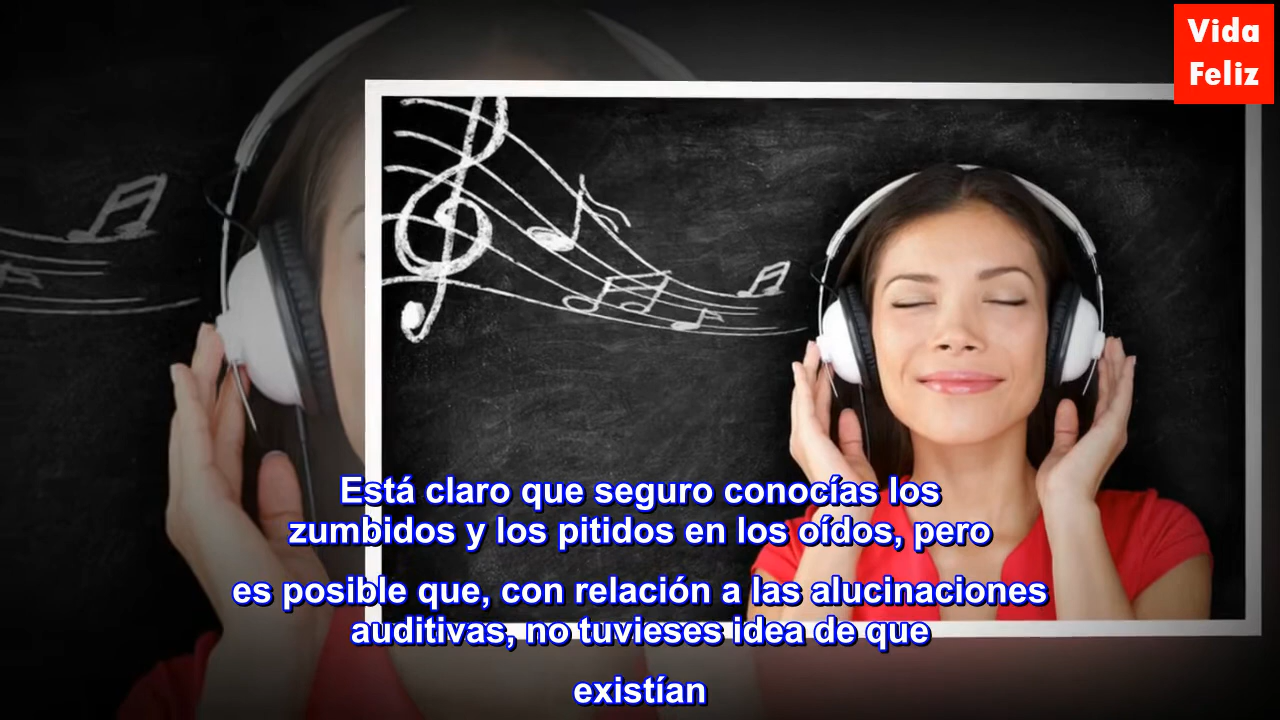 Vida
Feliz
Está claro que seguro conocías los
zumbidos y los pitidos en los oídos, pero
es posible que, con relación a las alucinaciones
auditivas, no tuvieses idea de que
existían